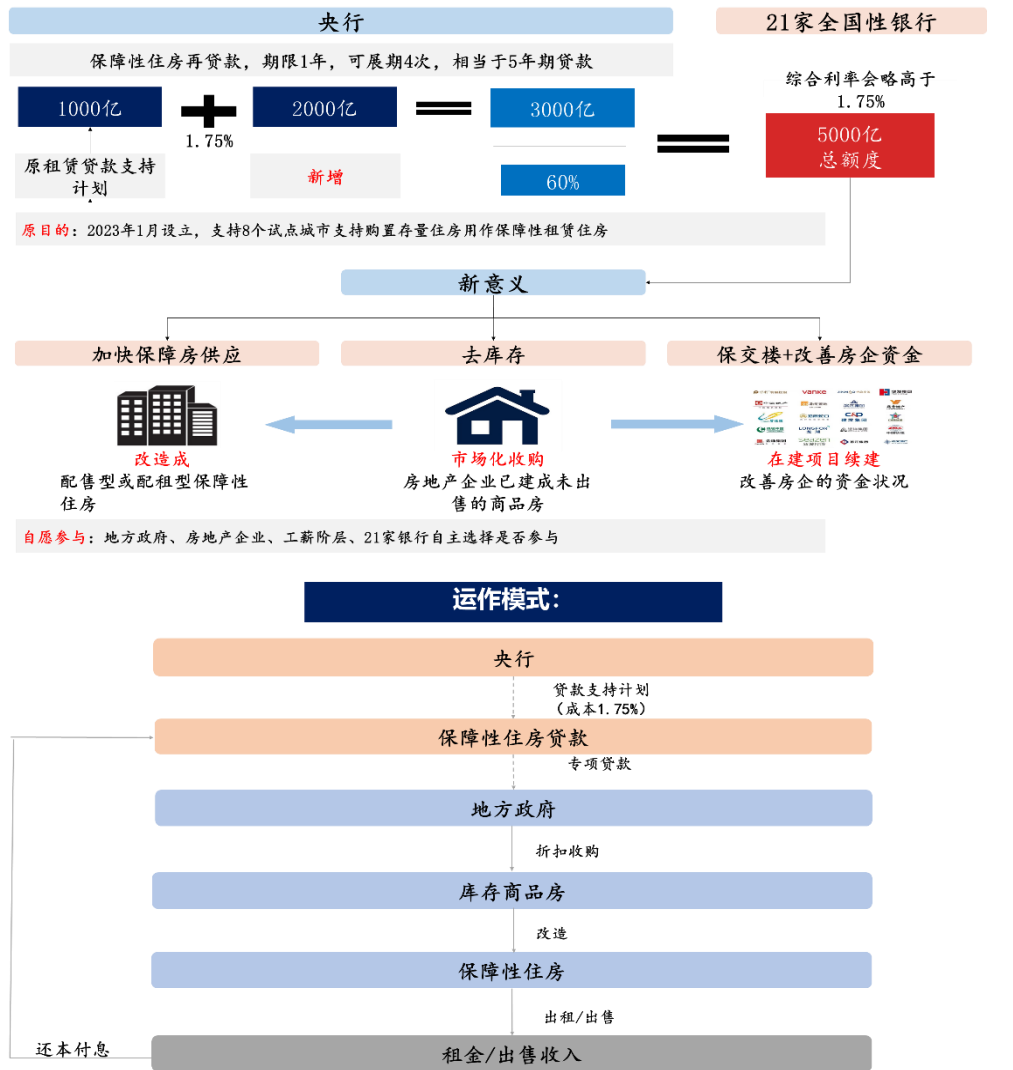 央行
21家全国性银行
保障性住房再贷款，期限1年，可展期4次，相当于5年期贷款
综合利率会略高于
1.75%
1000亿
2000亿
3000亿
1.75%
5000亿
总额度
原租赁贷款支持
计划
新增
60%
原目的：2023年1月设立，支持8个试点城市支持购置存量住房用作保障性租赁住房
新意义
加快保障房供应
去库存
保交楼+改善房企资金
vanke
LONGFOR
改造成
配售型或配租型保障性
住房
市场化收购
房地产企业已建成未出
售的商品房
在建项目续建
改善房企的资金状况
自愿参与：地方政府、房地产企业、工薪阶层、21家银行自主选择是否参与
运作模式：
央行
贷款支持计划
（成本1.75%）
保障性住房贷款
专项贷款
地方政府
折扣收购
库存商品房
改造
保障性住房
出租/出售
还本付息
租金/出售收入